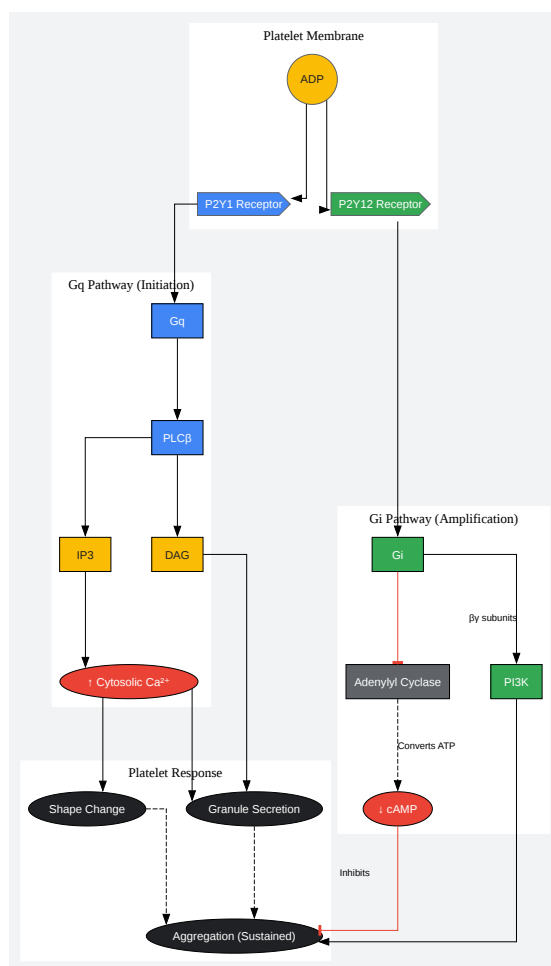 Platelet Membrane
ADP
P2Y1 Receptor
P2Y12 Receptor
Gq Pathway (Initiation)
Gq
PLCβ
Gi Pathway (Amplification)
IP3
DAG
Gi
βγ subunits
↑ Cytosolic Ca²⁺
Adenylyl Cyclase
PI3K
Converts ATP
Platelet Response
Shape Change
Granule Secretion
↓ cAMP
Inhibits
Aggregation (Sustained)